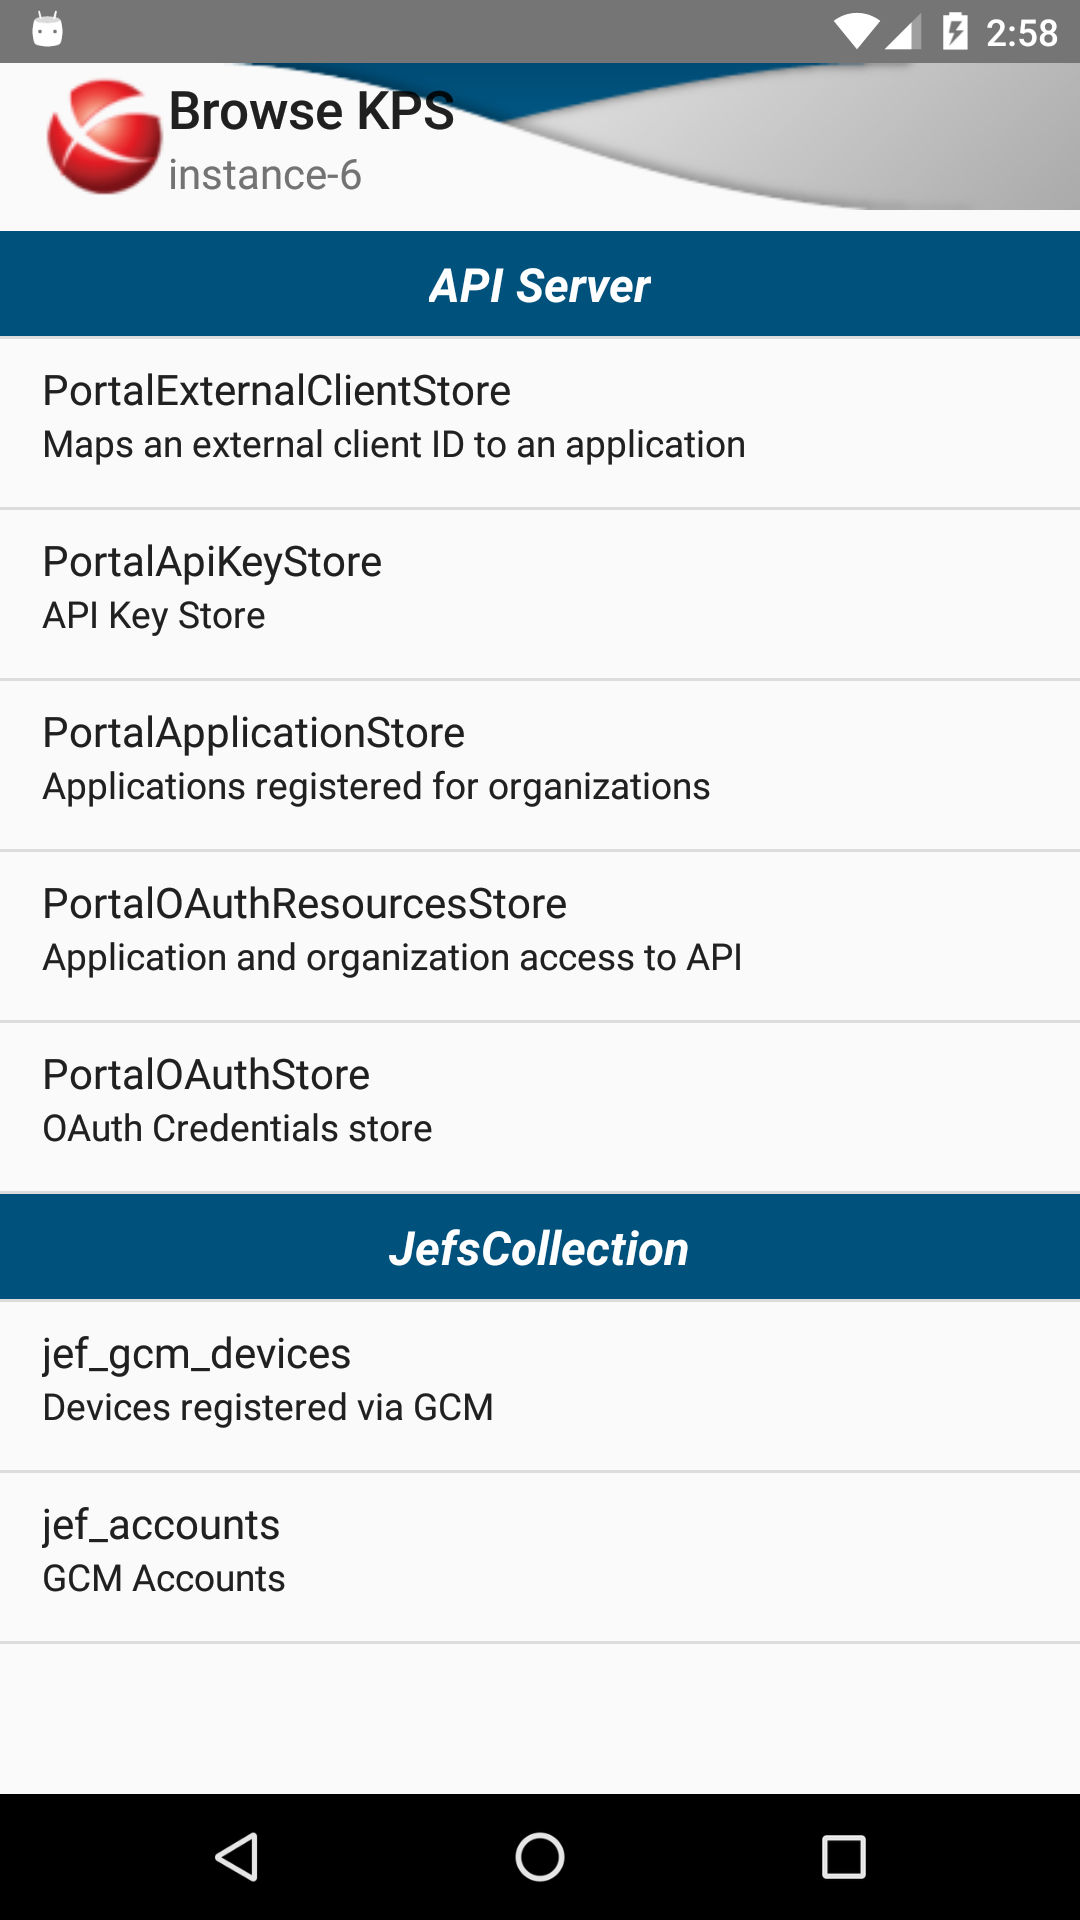 2:58
Browse KPS
instance-6
API Server
PortalExternalClientStore
Maps an external client ID to an application
PortalApiKeyStore
API Key Store
PortalApplicationStore
Applications registered for organizations
PortalOAuthResourcesStore
Application and organization access to API
PortalOAuthStore
OAuth Credentials store
JefsCollection
jef_gcm_devices
Devices registered via GCM
jef_accounts
GCM Accounts